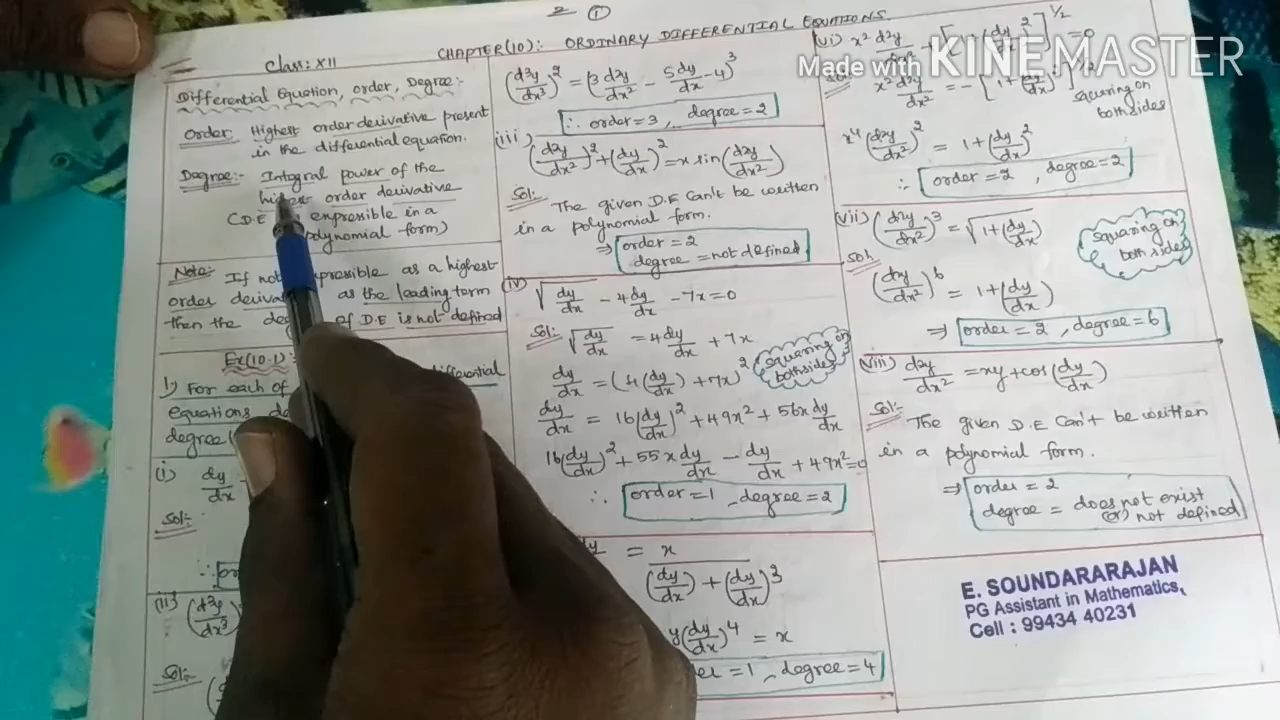 2 ①
CHAPTER(10): ORDINARY DIFFERENTIAL EQUATIONS.
Class: XII
Made with KINEMASTER
Differential Equation, order, Degree:-
Order: Highest order derivative present
in the differential equation.
Degree:- Integral power of the
order derivative
(D.E expressible in a
polynomial form)
Note: If not expressible as a highest
order as the leading term
then the of D.E is not defined
Ex(10.1):
1) For each of differential
equations
degree
(i) dy/dx
Sol:-
∴
(ii) (d³y/dx³)
Sol:-
(d³y/dx³)² = (3 d²y/dx² - 5 dy/dx - 4)³
∴ order = 3, degree = 2
(iii) (d²y/dx²)² + (dy/dx)² = x sin(d²y/dx²)
Sol: The given D.E Can't be written
in a polynomial form.
⇒ order = 2
degree = not defined
(iv) √(dy/dx) - 4 dy/dx - 7x = 0
Sol: √(dy/dx) = 4 dy/dx + 7x
dy/dx = (4(dy/dx) + 7x)² squaring on both sides
dy/dx = 16(dy/dx)² + 49x² + 56x dy/dx
16(dy/dx)² + 55x dy/dx - dy/dx + 49x² = 0
∴ order = 1, degree = 2
= x / (dy/dx) + (dy/dx)³
y(dy/dx)⁴ = x
= 1, degree = 4
(vi) x² d²y/dx² ]^1/2 = 0
Sol:
x² d²y/dx² = - [1 + (dy/dx)²]
squaring on
both sides
x⁴(d²y/dx²)² = 1 + (dy/dx)²
∴ order = 2, degree = 2
(vii) (d²y/dx²)³ = √(1 + (dy/dx))
Sol. squaring on
both sides
(dy/dx²)⁶ = 1 + (dy/dx)
⇒ order = 2, degree = 6
(viii) d²y/dx² = xy + cos(dy/dx)
Sol: The given D.E Can't be written
in a polynomial form.
⇒ order = 2
degree = does not exist
(or) not defined
E. SOUNDARARAJAN
PG Assistant in Mathematics,
Cell : 99434 40231